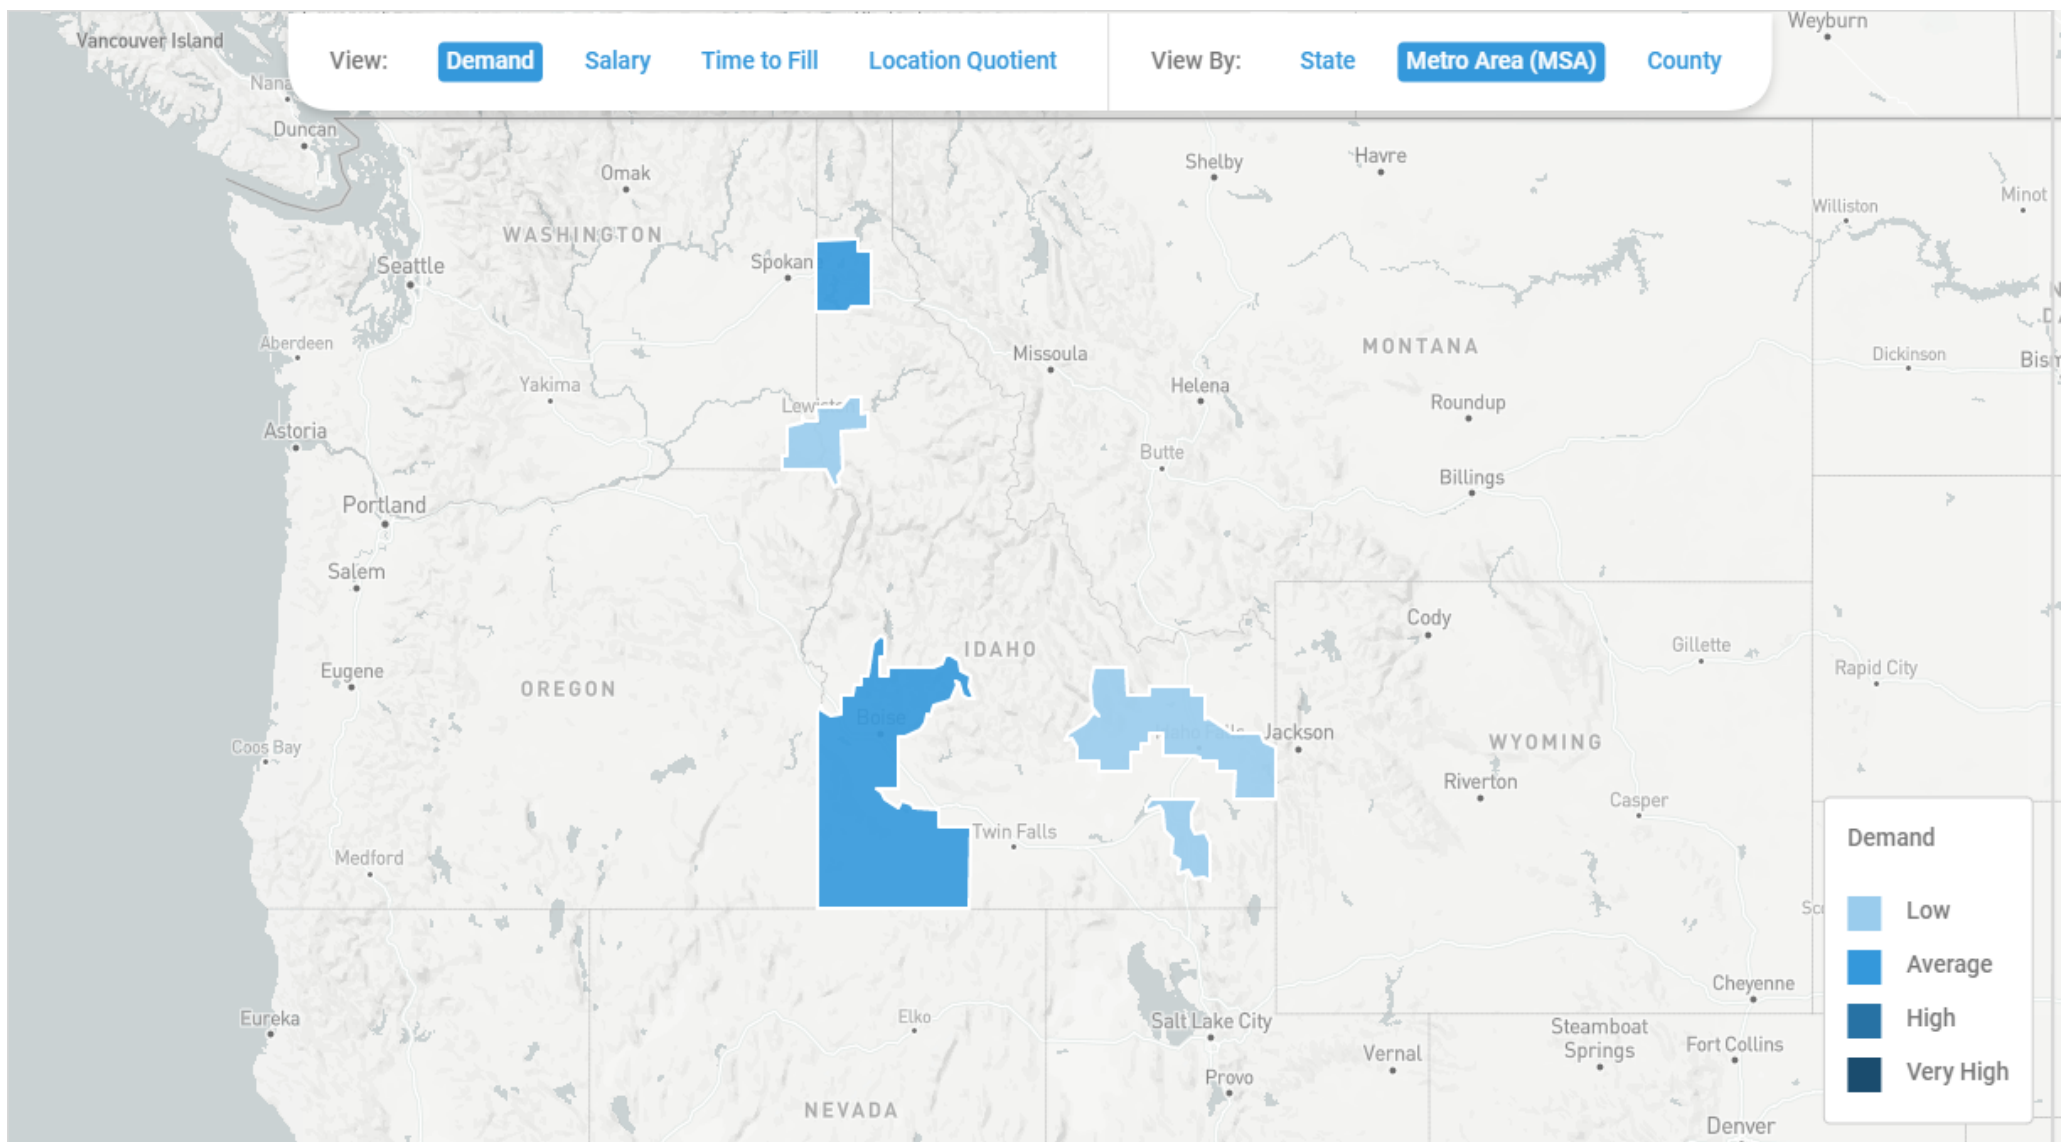 View: Demand Salary Time to Fill Location Quotient View By: State Metro Area (MSA) County
Weyburn
Vancouver Island
Duncan
Shelby
Havre
Omak
Minot
Williston
WASHINGTON
Spokan
Seattle
Aberdeen
MONTANA
Missoula
Dickinson
Yakima
Helena
Roundup
Astoria
Butte
Billings
Portland
Salem
Cody
Gillette
IDAHO
Rapid City
Eugene
OREGON
Boise
Jackson
WYOMING
Coos Bay
Riverton
Casper
Twin Falls
Medford
Demand
Low
Average
High
Very High
Cheyenne
Elko
Eureka
Salt Lake City
Steamboat
Springs
Fort Collins
Vernal
Provo
NEVADA
Denver